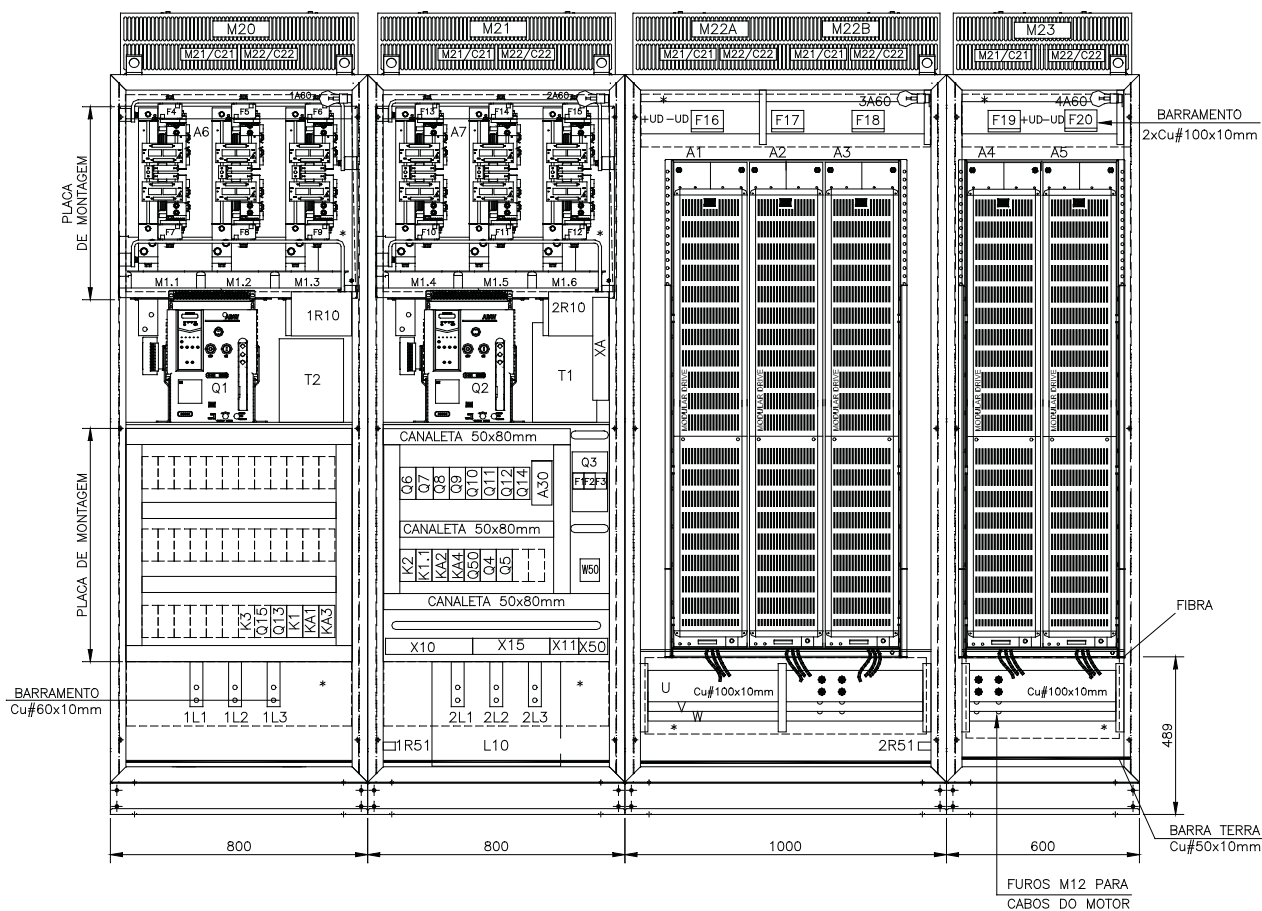 M20
M21
M22A
M22B
M23
M21/C21 M22/C22
M21/C21 M22/C22
M21/C21 M22/C22
M21/C21 M22/C22
M21/C21 M22/C22
1A60
2A60
3A60
4A60
F4 F5 F6
F13 F14 F15
A6
A7
+UD-UD F16 F17 F18
F19 +UD-UD F20
BARRAMENTO
2xCu#100x10mm
A1 A2 A3
A4 A5
PLACA
DE MONTAGEM
F7 F8 F9
F10 F11 F12
*
*
*
*
M1.1 M1.2 M1.3
M1.4 M1.5 M1.6
1R10
2R10
XA
T2
T1
Q1
Q2
MODULAR DRIVE
MODULAR DRIVE
MODULAR DRIVE
MODULAR DRIVE
MODULAR DRIVE
PLACA DE MONTAGEM
CANALETA 50x80mm
Q3
F1 F2 F3
Q6 Q7 Q8 Q9 Q10 Q11 Q12 Q14 A30
CANALETA 50x80mm
K2 K1.1 KA2 KA4 Q50 Q4 Q5
W50
CANALETA 50x80mm
K3 Q15 Q13 K1 KA1 KA3
X10 X15 X11 X50
FIBRA
BARRAMENTO
Cu#60x10mm
1L1 1L2 1L3
*
2L1 2L2 2L3
*
U
V
W
*
Cu#100x10mm
Cu#100x10mm
*
1R51
L10
2R51
489
BARRA TERRA
Cu#50x10mm
800
800
1000
600
FUROS M12 PARA
CABOS DO MOTOR